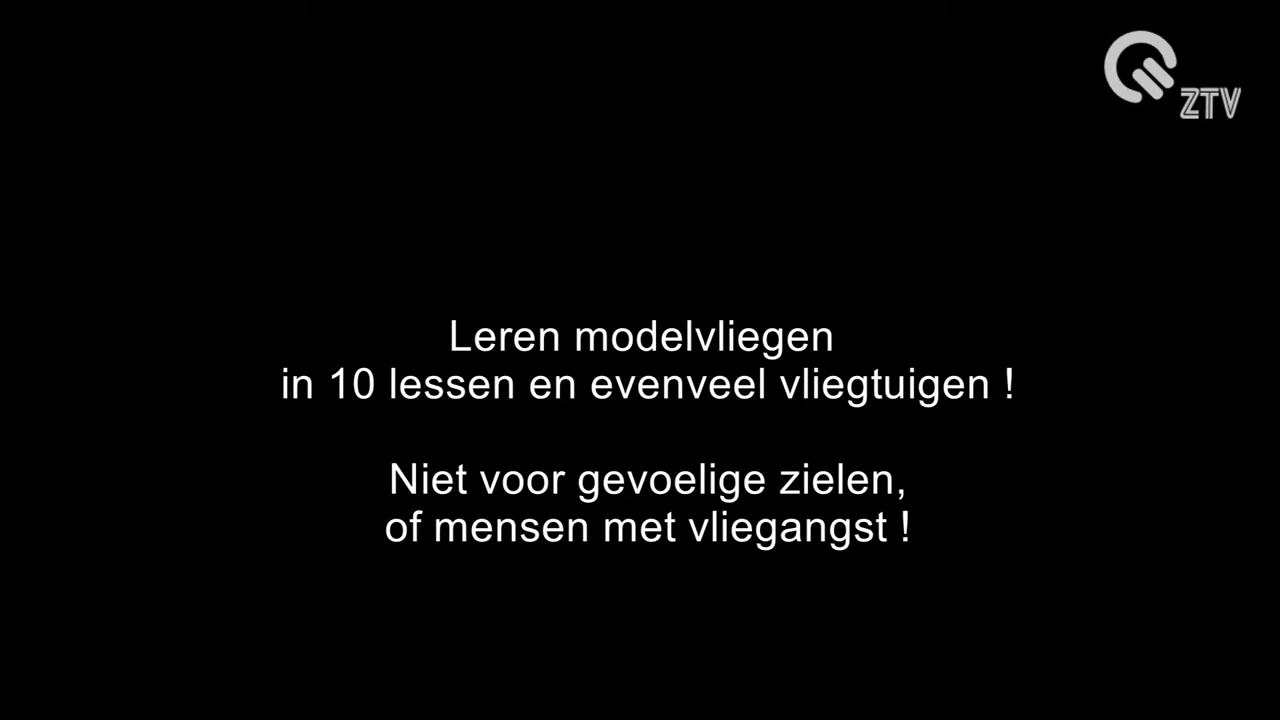 ZTV
Leren modelvliegen
in 10 lessen en evenveel vliegtuigen !
Niet voor gevoelige zielen,
of mensen met vliegangst !